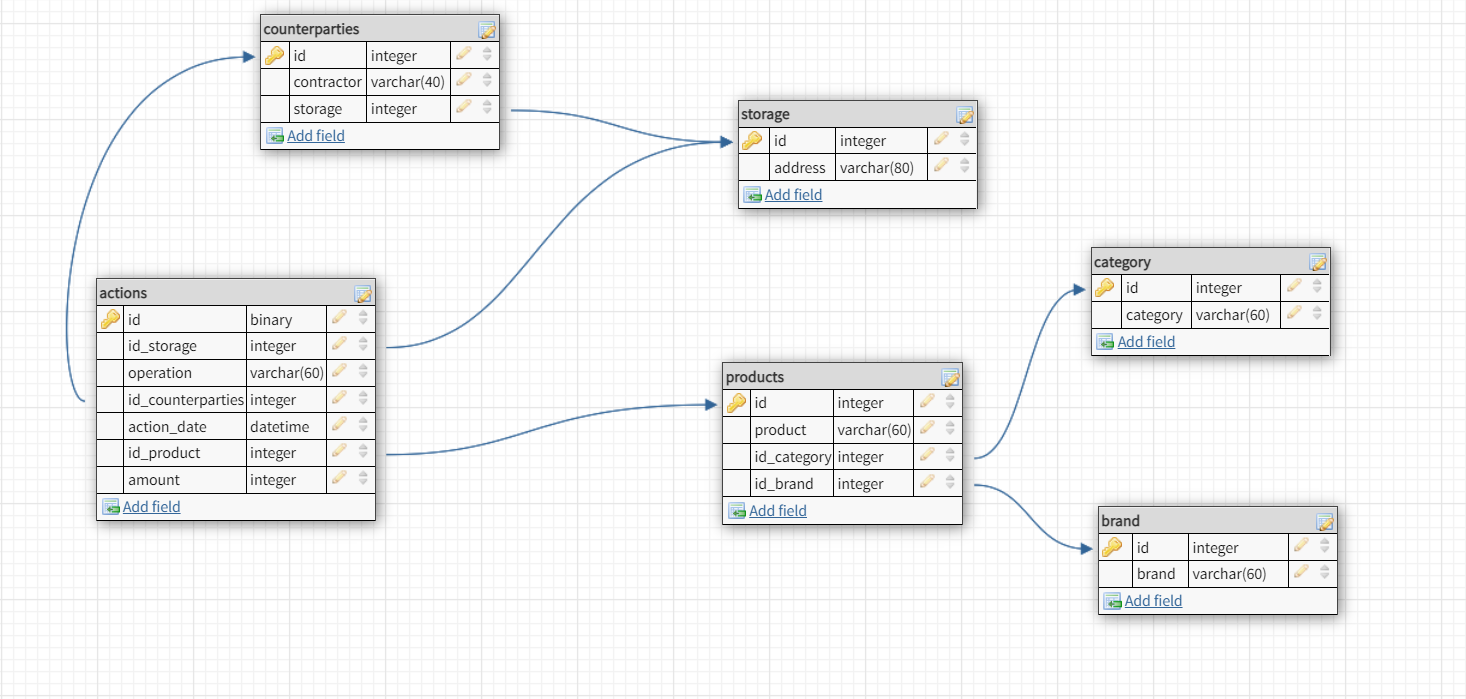 counterparties
id integer
contractor varchar(40)
storage integer
Add field
storage
id integer
address varchar(80)
Add field
category
id integer
category varchar(60)
Add field
actions
id binary
id_storage integer
operation varchar(60)
id_counterparties integer
action_date datetime
id_product integer
amount integer
Add field
products
id integer
product varchar(60)
id_category integer
id_brand integer
Add field
brand
id integer
brand varchar(60)
Add field